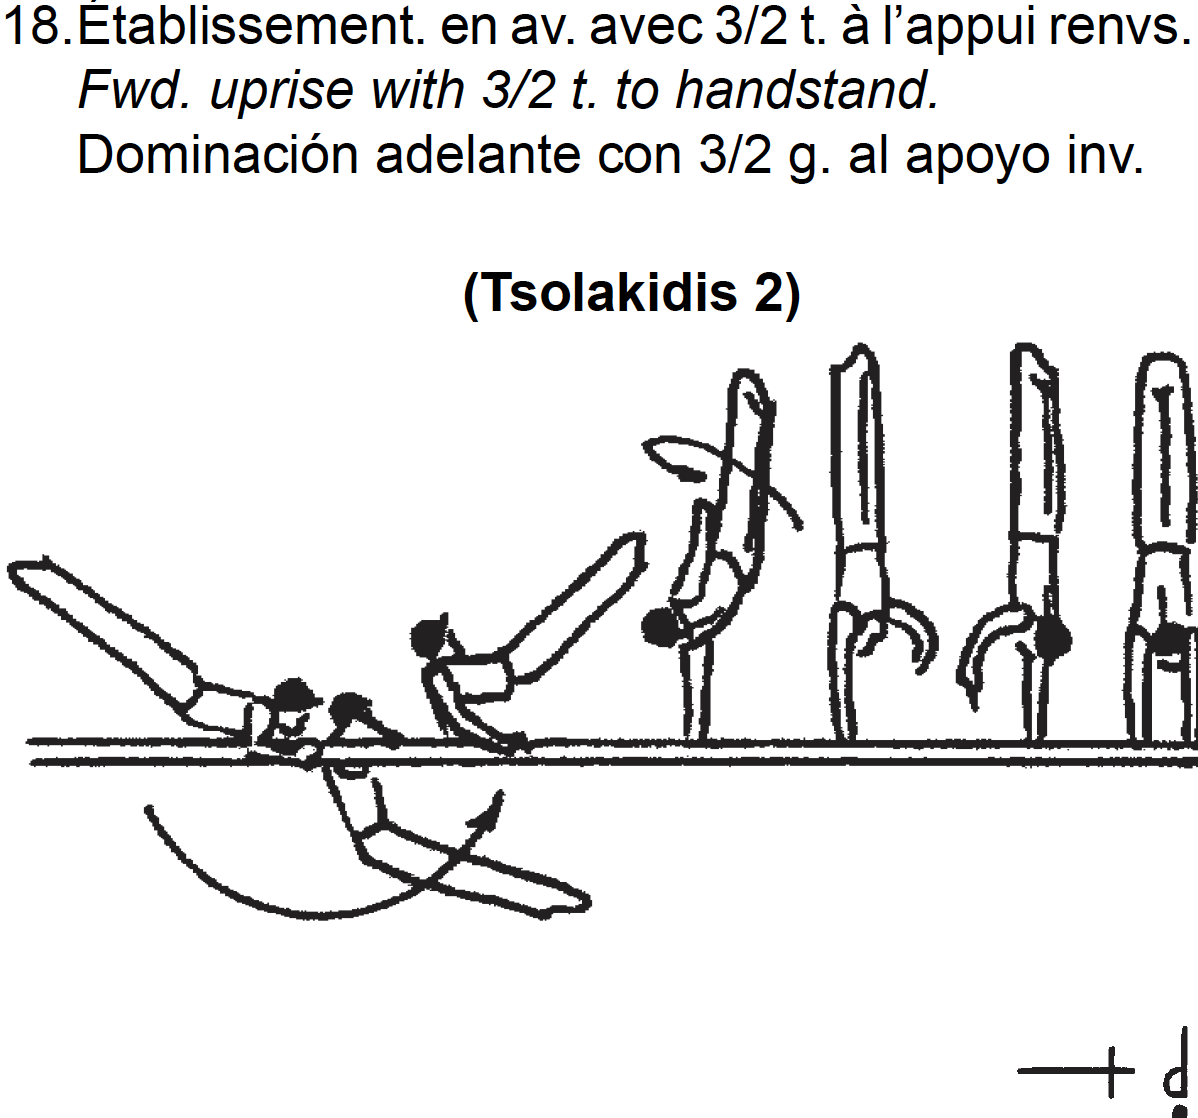 18.Établissement. en av. avec 3/2 t. à l’appui renvs.
Fwd. uprise with 3/2 t. to handstand.
Dominación adelante con 3/2 g. al apoyo inv.
(Tsolakidis 2)